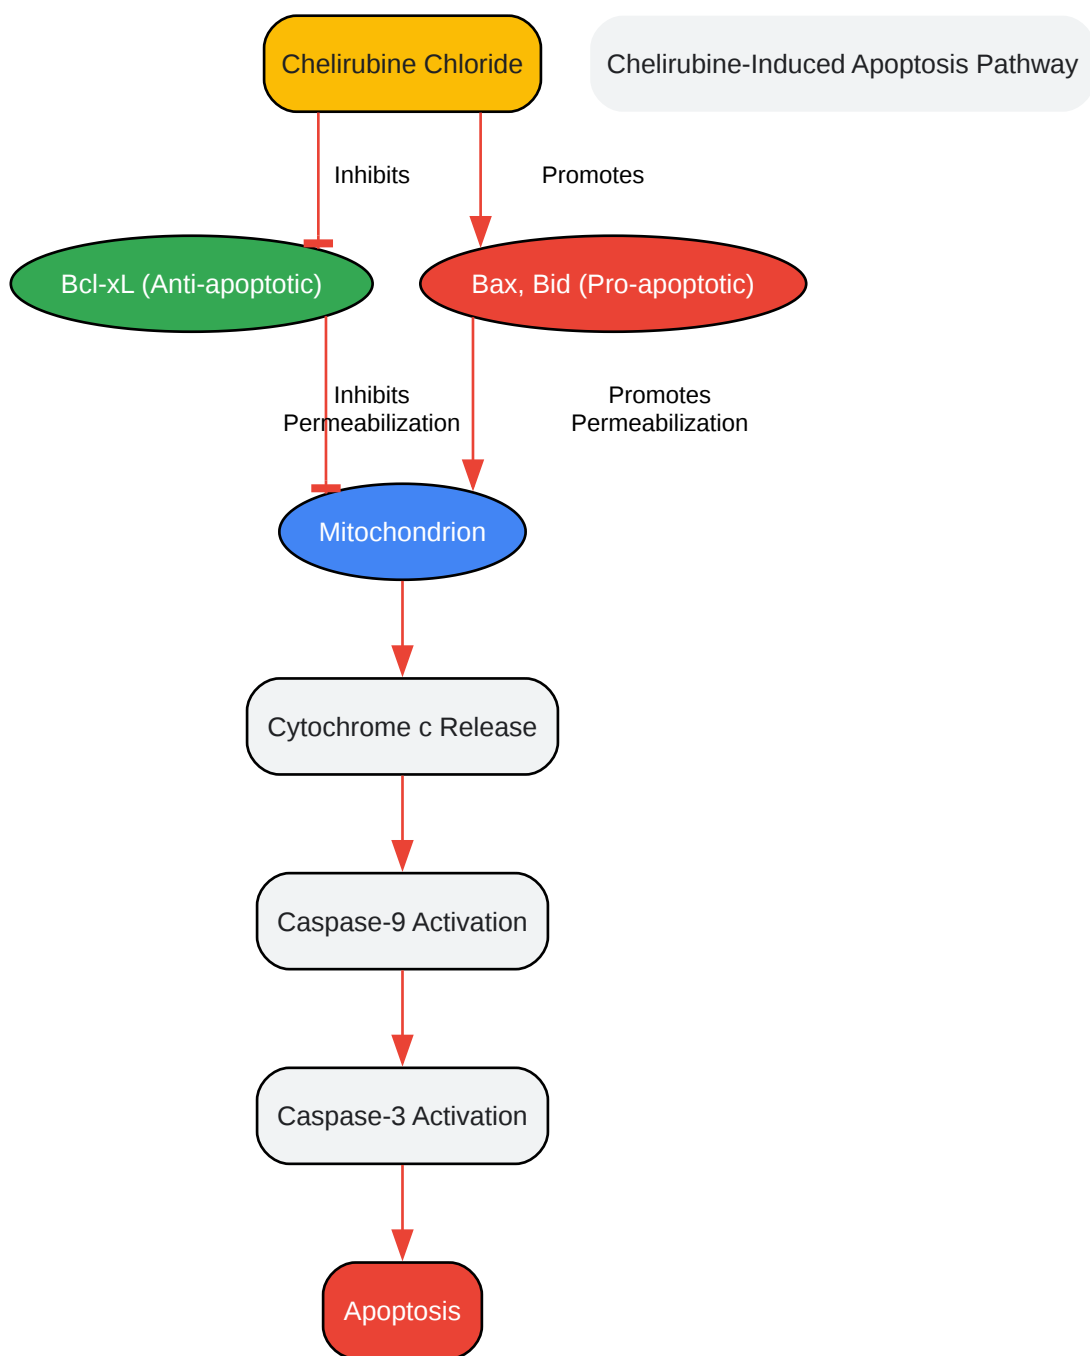 Chelirubine Chloride
Chelirubine-Induced Apoptosis Pathway
Inhibits
Promotes
Bcl-xL (Anti-apoptotic)
Bax, Bid (Pro-apoptotic)
Inhibits
Permeabilization
Promotes
Permeabilization
Mitochondrion
Cytochrome c Release
Caspase-9 Activation
Caspase-3 Activation
Apoptosis